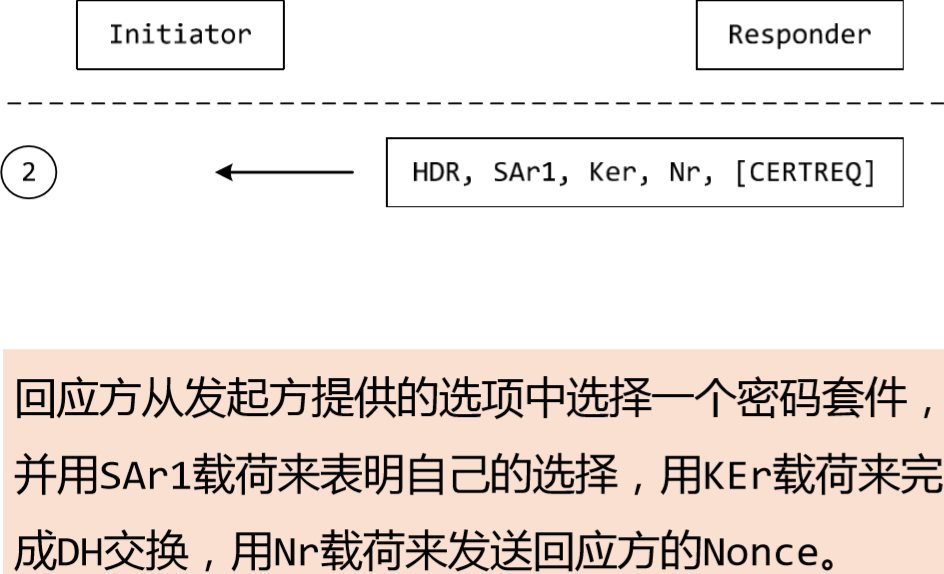 Initiator
Responder
2
HDR, SAr1, Ker, Nr, [CERTREQ]
回应方从发起方提供的选项中选择一个密码套件，
并用SAr1载荷来表明自己的选择，用KEr载荷来完
成DH交换，用Nr载荷来发送回应方的Nonce。